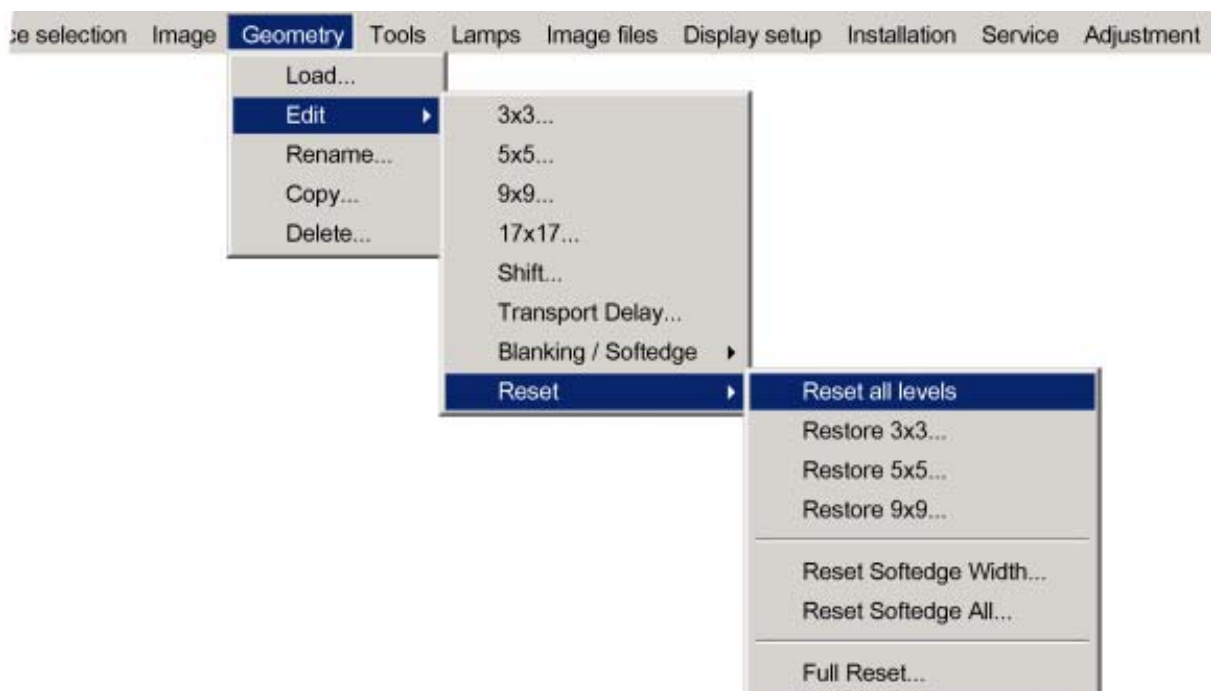 ce selection Image Geometry Tools Lamps Image files Display setup Installation Service Adjustment
Load...
Edit
Rename...
Copy...
Delete...
3x3...
5x5...
9x9...
17x17...
Shift...
Transport Delay...
Blanking / Softedge
Reset
Reset all levels
Restore 3x3...
Restore 5x5...
Restore 9x9...
Reset Softedge Width...
Reset Softedge All...
Full Reset...